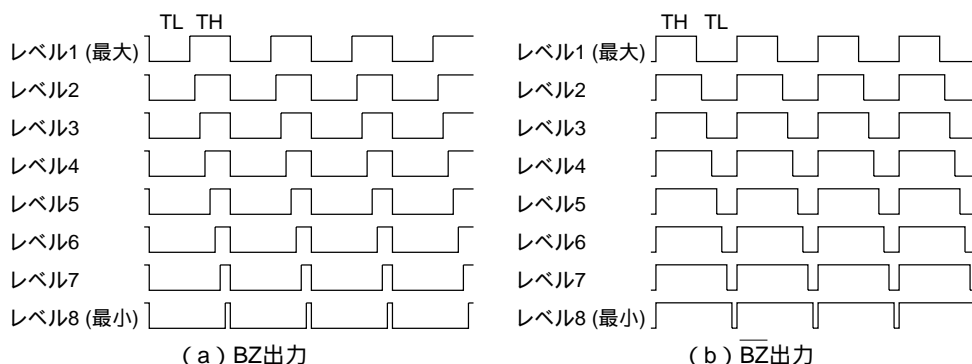 TL TH
レベル1 (最大)
レベル2
レベル3
レベル4
レベル5
レベル6
レベル7
レベル8 (最小)
( a ) BZ出力
TH TL
レベル1 (最大)
レベル2
レベル3
レベル4
レベル5
レベル6
レベル7
レベル8 (最小)
( b ) B̅Z̅出力